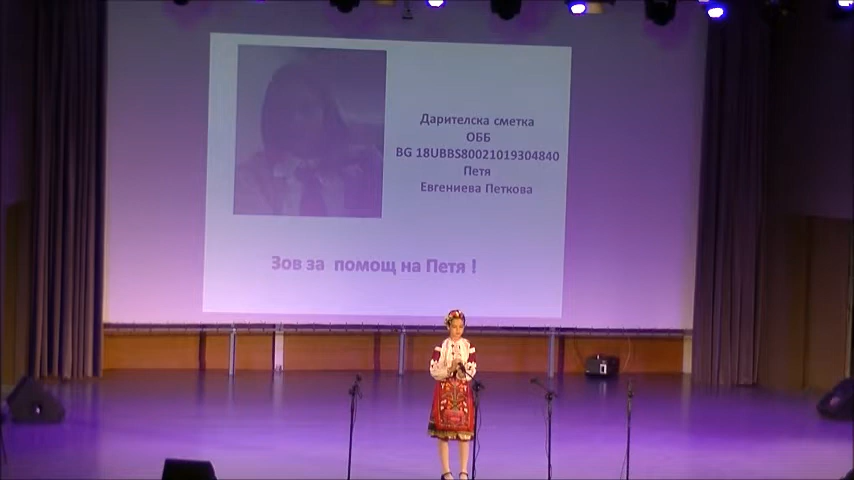 Дарителска сметка
ОББ
BG 18UBBS80021019304840
Петя
Евгениева Петкова
Зов за помощ на Петя !